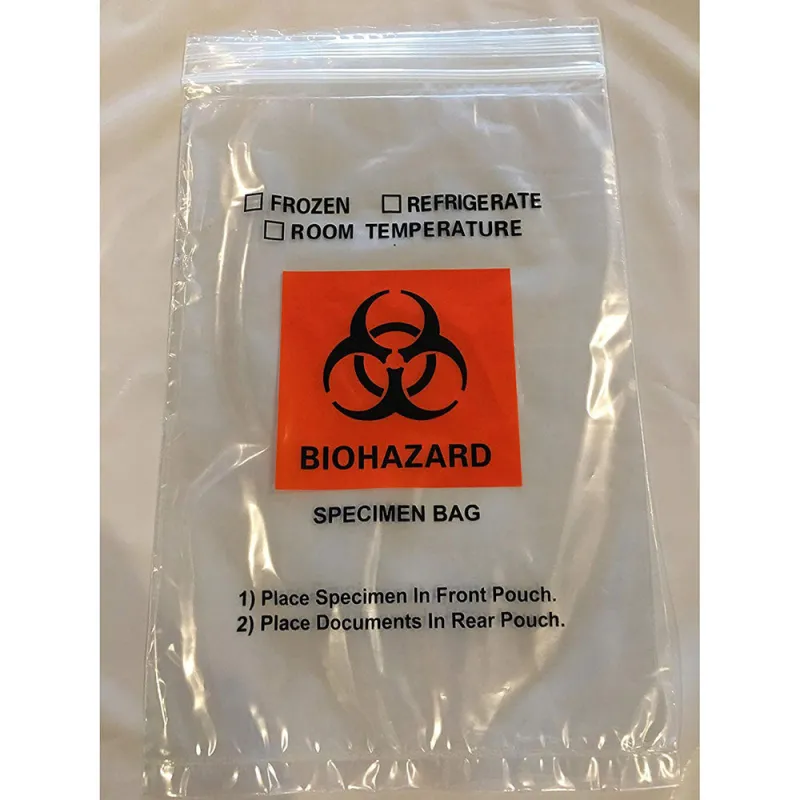 ☐ FROZEN ☐ REFRIGERATE
☐ ROOM TEMPERATURE
BIOHAZARD
SPECIMEN BAG
1) Place Specimen In Front Pouch.
2) Place Documents In Rear Pouch.